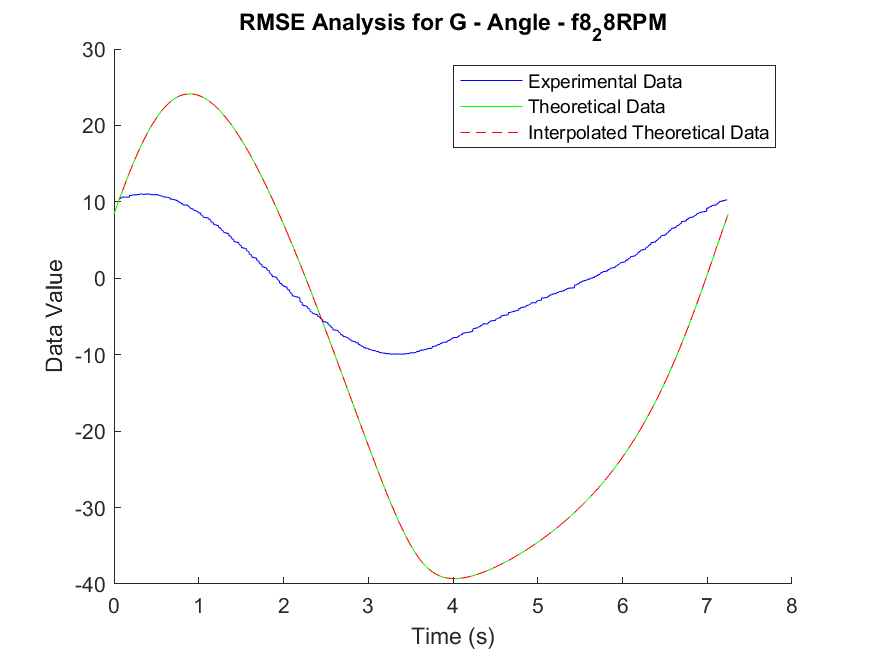 RMSE Analysis for G - Angle - f8₂8RPM
30
20
10
0
-10
-20
-30
-40
Data Value
Experimental Data
Theoretical Data
Interpolated Theoretical Data
0 1 2 3 4 5 6 7 8
Time (s)